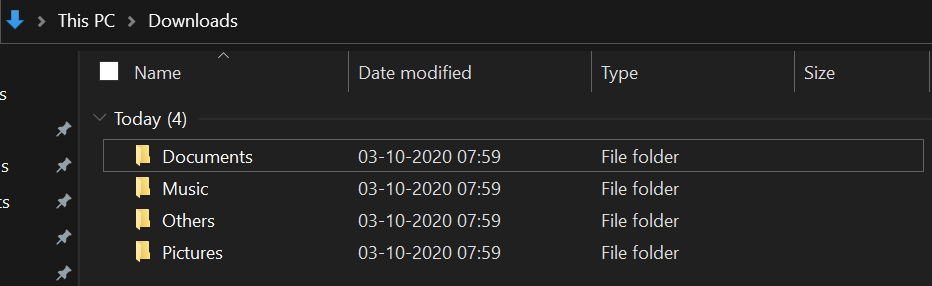 This PC > Downloads
Name Date modified Type Size
s
Today (4)
Documents 03-10-2020 07:59 File folder
s
Music 03-10-2020 07:59 File folder
ts
Others 03-10-2020 07:59 File folder
Pictures 03-10-2020 07:59 File folder